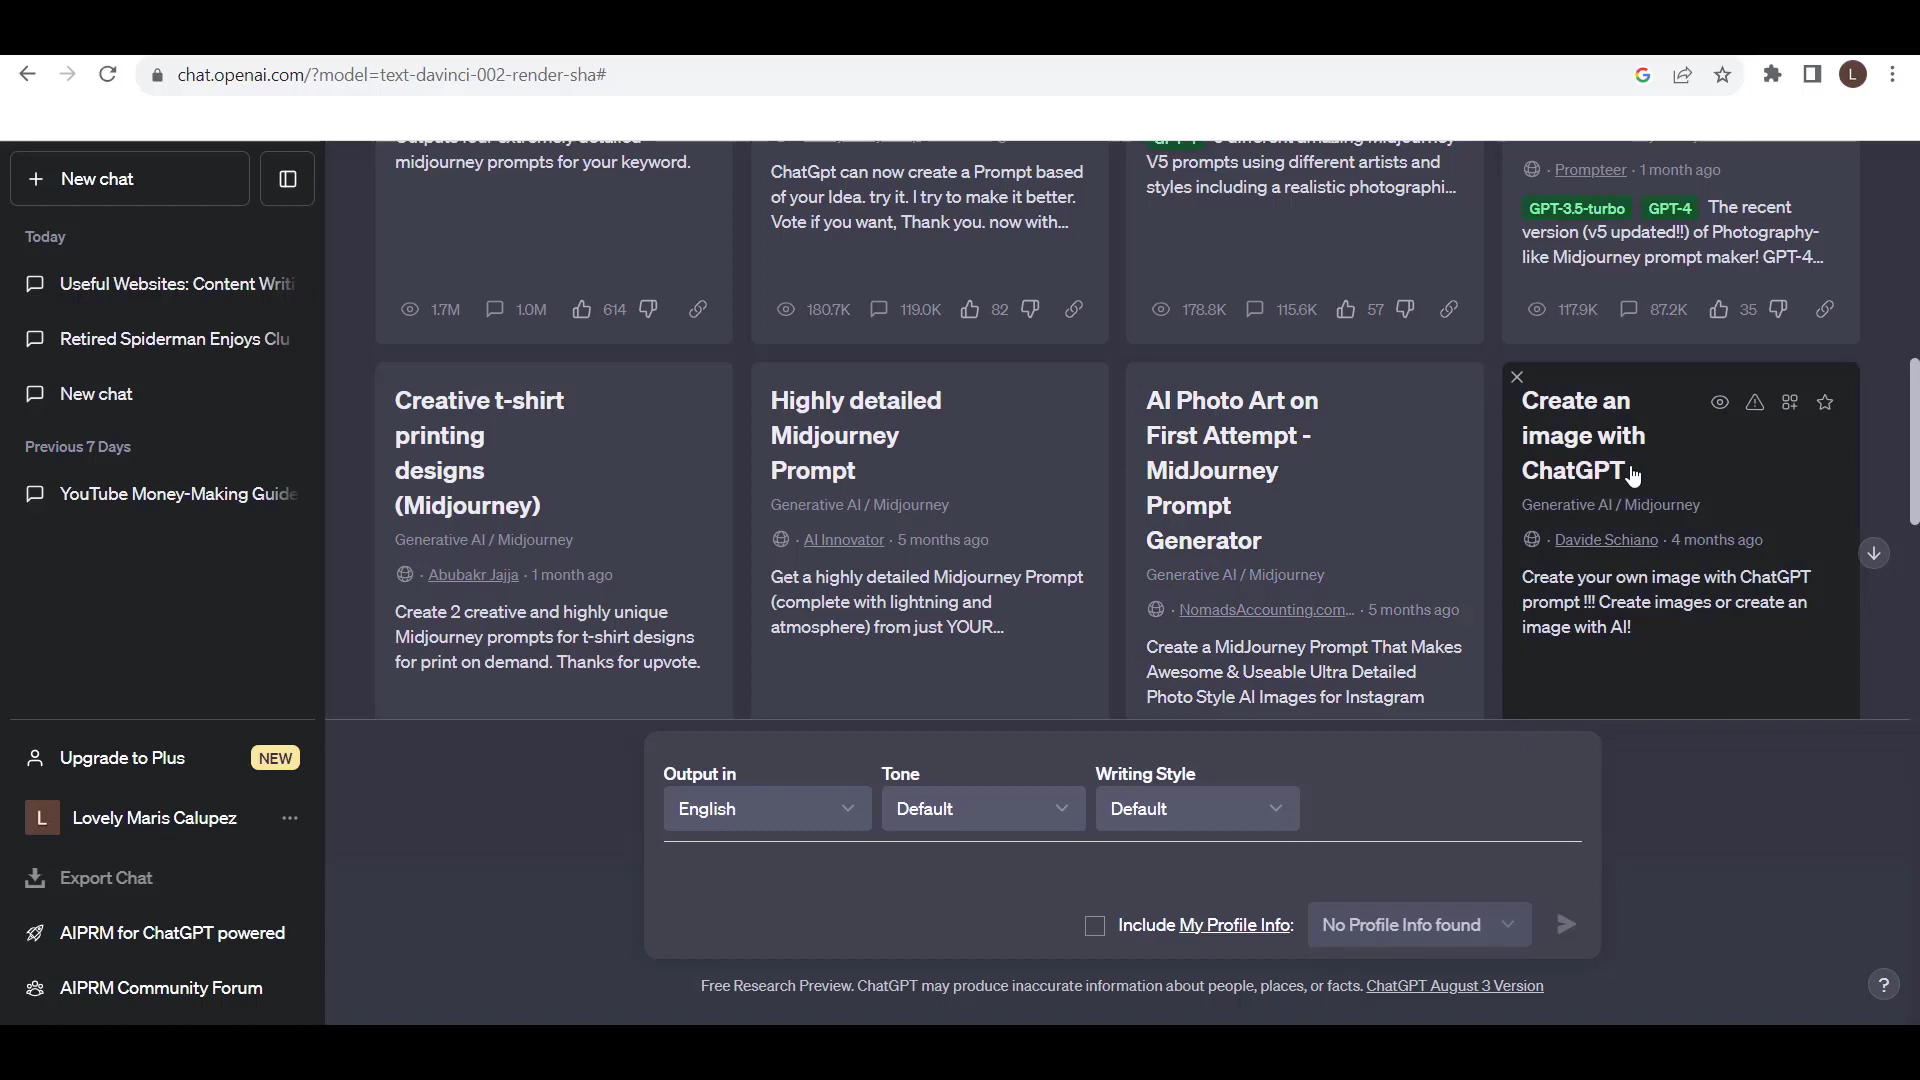 chat.openai.com/?model=text-davinci-002-render-sha#
L
New chat
Today
Useful Websites: Content Writi
Retired Spiderman Enjoys Clu
New chat
Previous 7 Days
YouTube Money-Making Guide
Upgrade to Plus NEW
L Lovely Maris Calupez
Export Chat
AIPRM for ChatGPT powered
AIPRM Community Forum
Outputs four extremely detailed
midjourney prompts for your keyword.
1.7M 1.0M 614
ChatGpt can now create a Prompt based
of your Idea. try it. I try to make it better.
Vote if you want, Thank you. now with...
180.7K 119.0K 82
different amazing Midjourney
V5 prompts using different artists and
styles including a realistic photographi...
178.8K 115.6K 57
· Prompteer · 1 month ago
GPT-3.5-turbo GPT-4 The recent
version (v5 updated!!) of Photography-
like Midjourney prompt maker! GPT-4...
117.9K 87.2K 35
Creative t-shirt
printing
designs
(Midjourney)
Generative AI / Midjourney
· Abubakr Jajja · 1 month ago
Create 2 creative and highly unique
Midjourney prompts for t-shirt designs
for print on demand. Thanks for upvote.
Highly detailed
Midjourney
Prompt
Generative AI / Midjourney
· AI Innovator · 5 months ago
Get a highly detailed Midjourney Prompt
(complete with lightning and
atmosphere) from just YOUR...
AI Photo Art on
First Attempt -
MidJourney
Prompt
Generator
Generative AI / Midjourney
· NomadsAccounting.com... · 5 months ago
Create a MidJourney Prompt That Makes
Awesome & Useable Ultra Detailed
Photo Style AI Images for Instagram
Create an
image with
ChatGPT
Generative AI / Midjourney
· Davide Schiano · 4 months ago
Create your own image with ChatGPT
prompt !!! Create images or create an
image with AI!
Output in Tone Writing Style
English Default Default
Include My Profile Info: No Profile Info found
Free Research Preview. ChatGPT may produce inaccurate information about people, places, or facts. ChatGPT August 3 Version
?